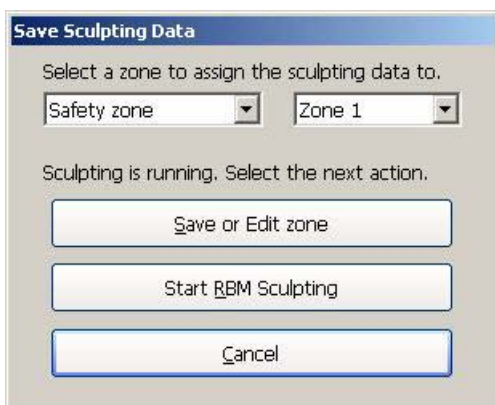 Save Sculpting Data
Select a zone to assign the sculpting data to.
Safety zone Zone 1
Sculpting is running. Select the next action.
Save or Edit zone
Start RBM Sculpting
Cancel